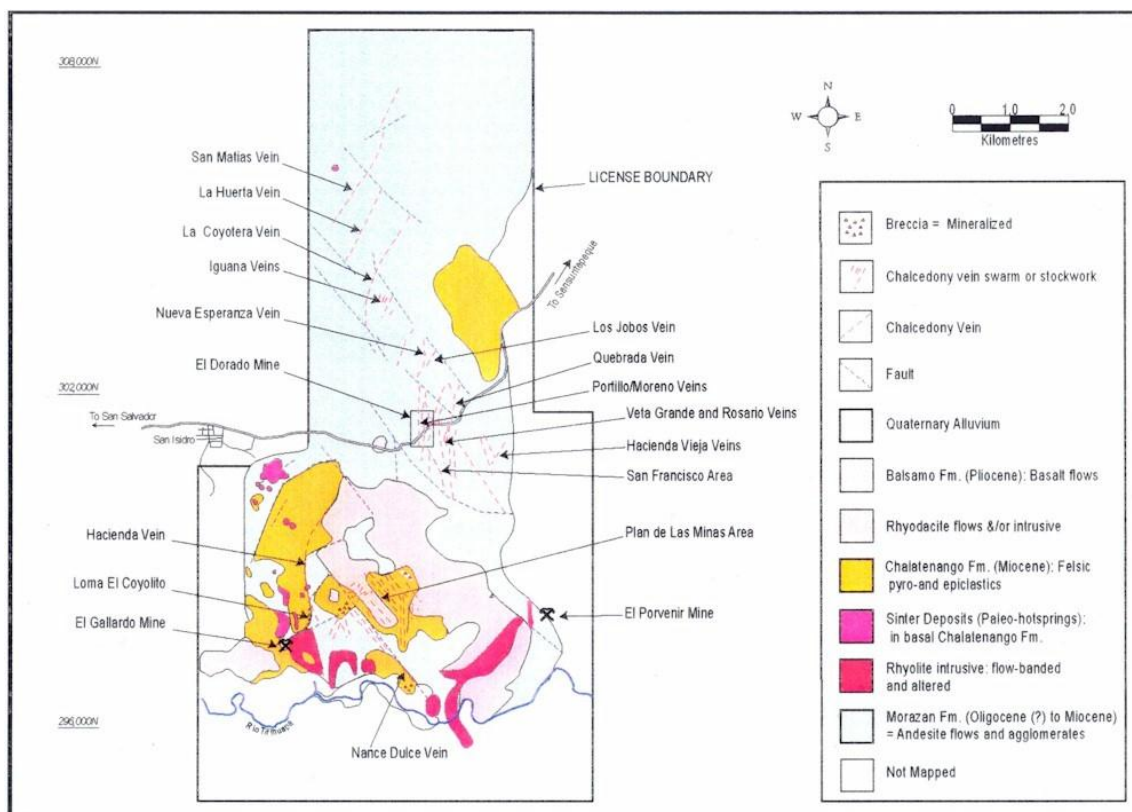 308,000N
302,000N
296,000N
San Matias Vein
La Huerta Vein
La Coyotera Vein
Iguana Veins
Nueva Esperanza Vein
El Dorado Mine
To San Salvador
San Isidro
Hacienda Vein
Loma El Coyolito
El Gallardo Mine
Nance Dulce Vein
LICENSE BOUNDARY
To Sensuntepeque
Los Jobos Vein
Quebrada Vein
Portillo/Moreno Veins
Veta Grande and Rosario Veins
Hacienda Vieja Veins
San Francisco Area
Plan de Las Minas Area
El Porvenir Mine
N
W
E
S
0 1.0 2.0
Kilometres
Breccia = Mineralized
Chalcedony vein swarm or stockwork
Chalcedony Vein
Fault
Quaternary Alluvium
Balsamo Fm. (Pliocene): Basalt flows
Rhyodacite flows &/or intrusive
Chalatenango Fm. (Miocene): Felsic
pyro-and epiclastics
Sinter Deposits (Paleo-hotsprings):
in basal Chalatenango Fm.
Rhyolite intrusive: flow-banded
and altered
Morazan Fm. (Oligocene (?) to Miocene)
= Andesite flows and agglomerates
Not Mapped